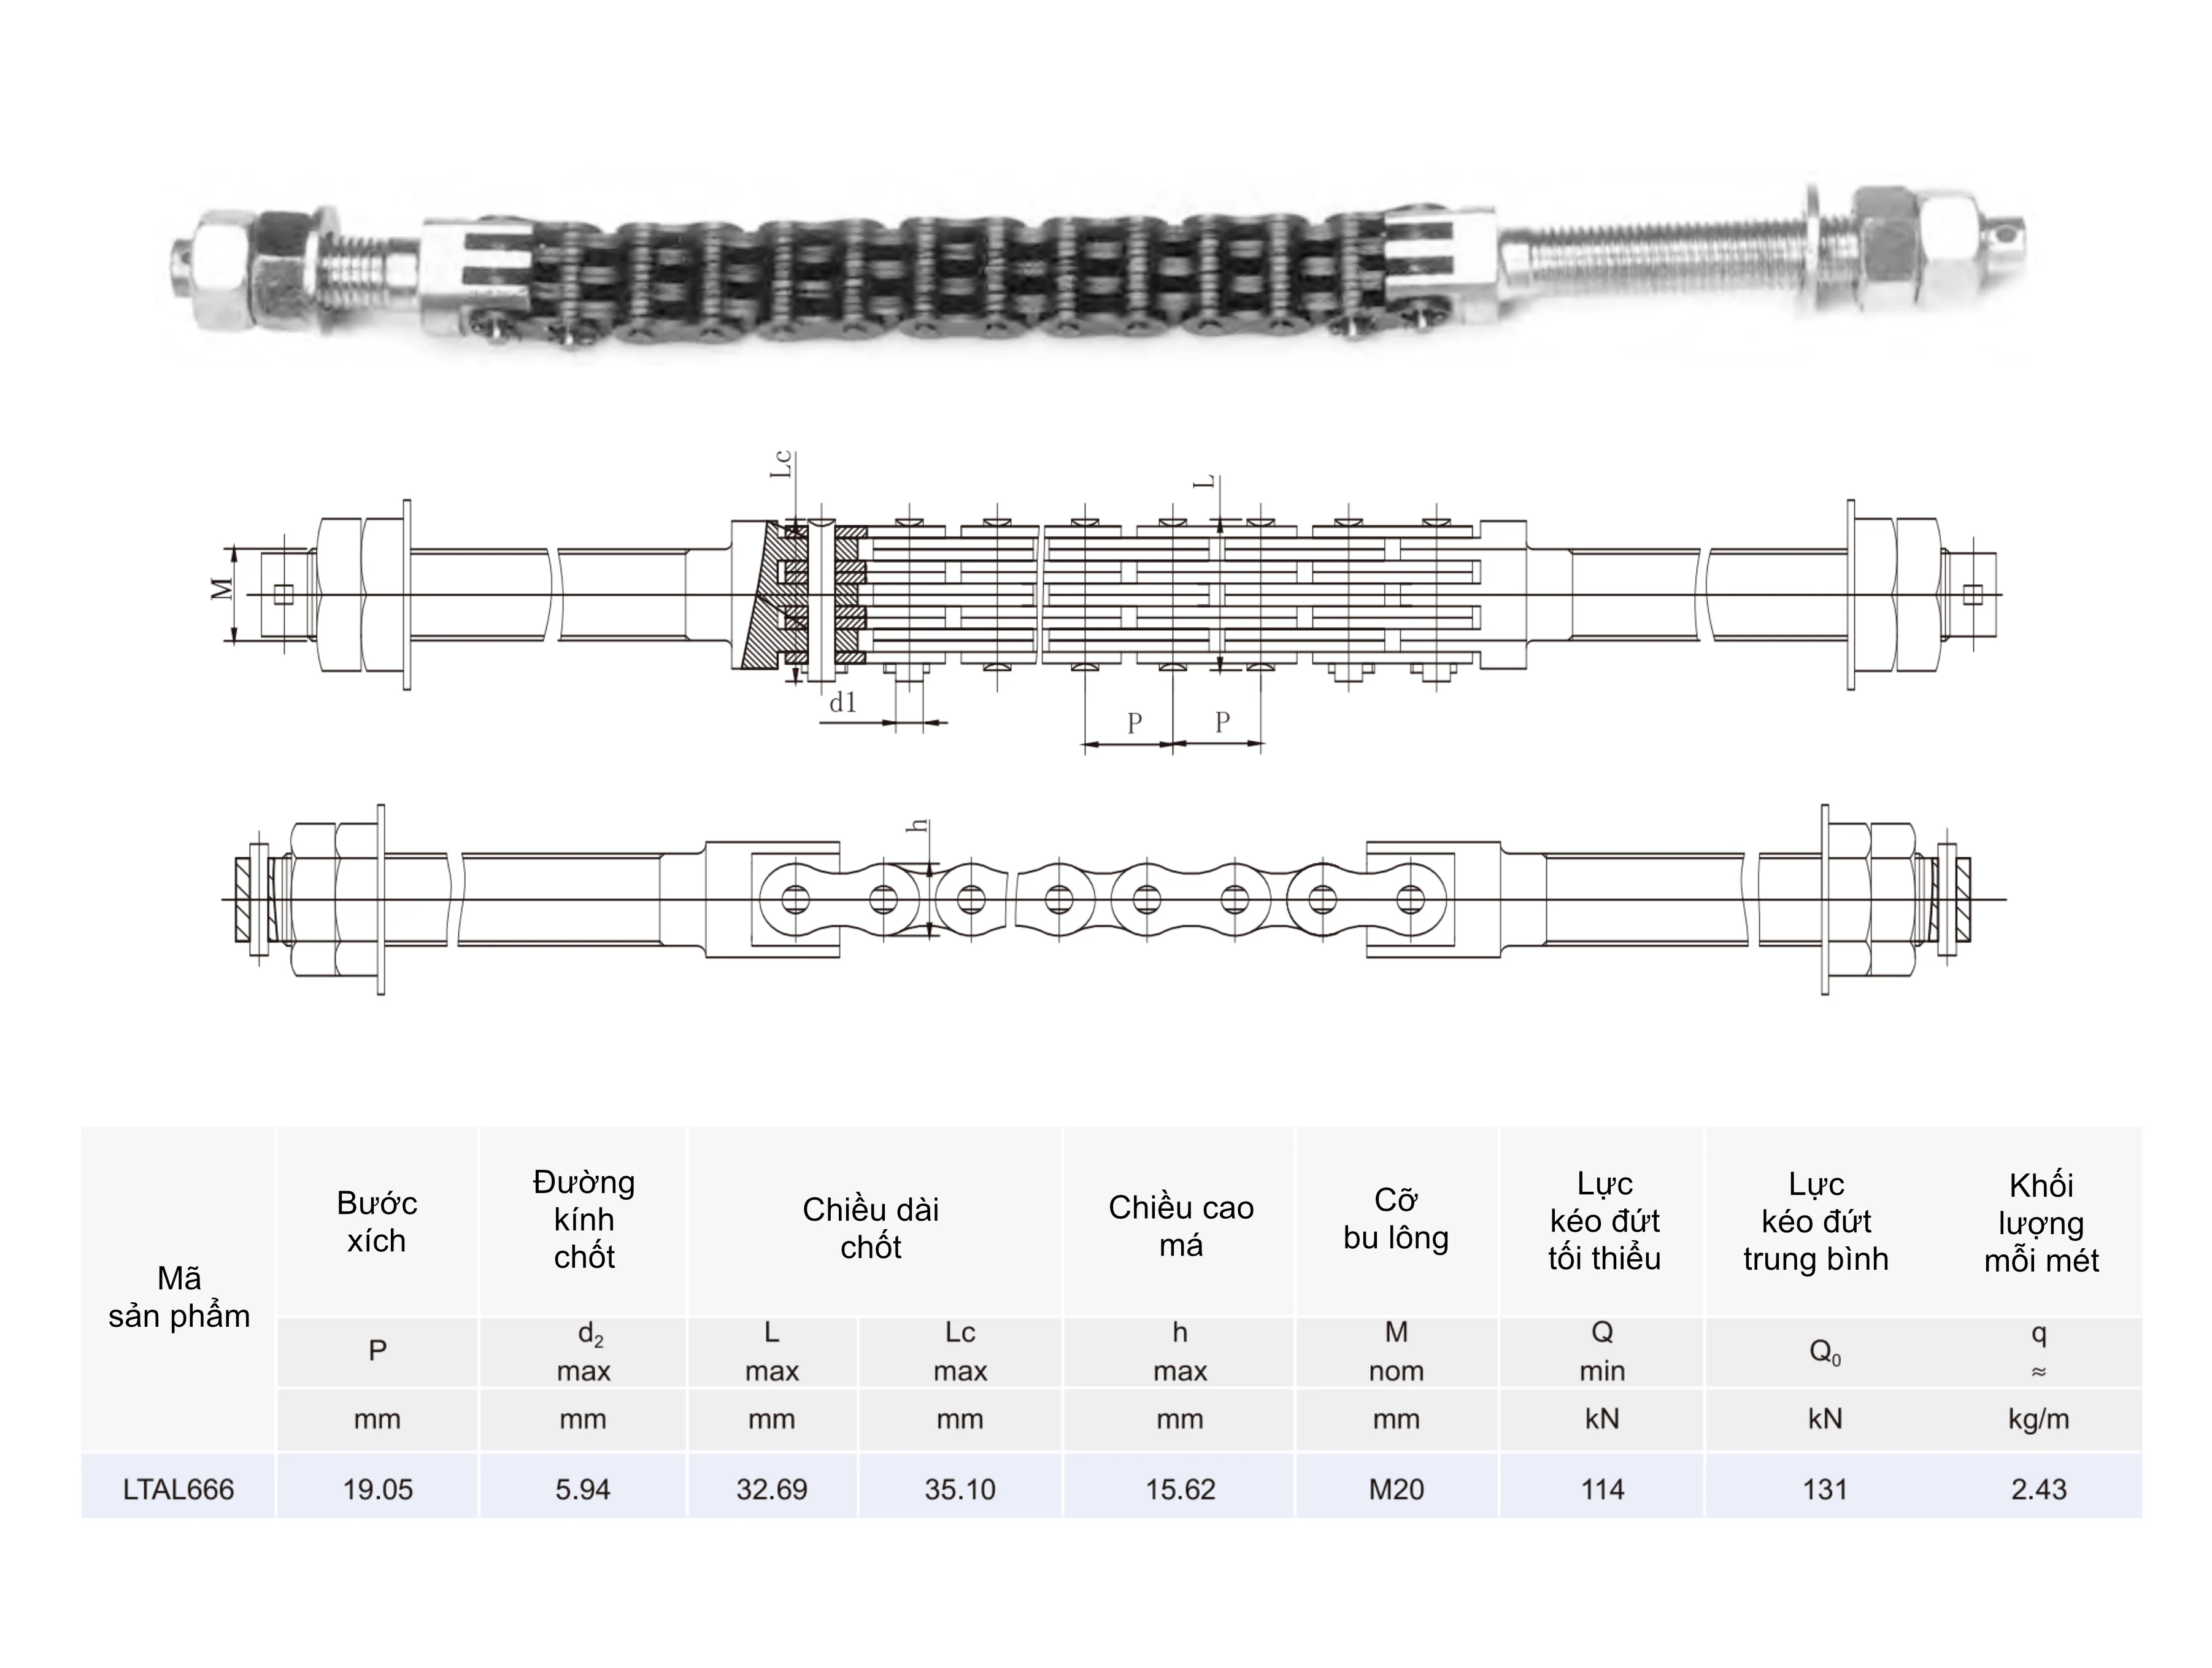 Lc
L
M
d1
P
P
h
Mã
sản phẩm
Bước
xích
Đường
kính
chốt
Chiều dài
chốt
Chiều cao
má
Cỡ
bu lông
Lực
kéo đứt
tối thiểu
Lực
kéo đứt
trung bình
Khối
lượng
mỗi mét
P
d₂
max
L
max
Lc
max
h
max
M
nom
Q
min
Q₀
q
≈
mm mm mm mm mm mm kN kN kg/m
LTAL666 19.05 5.94 32.69 35.10 15.62 M20 114 131 2.43